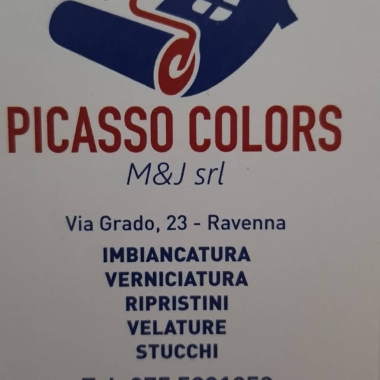 PICASSO COLORS
M&J srl
Via Grado, 23 - Ravenna
IMBIANCATURA
VERNICIATURA
RIPRISTINI
VELATURE
STUCCHI